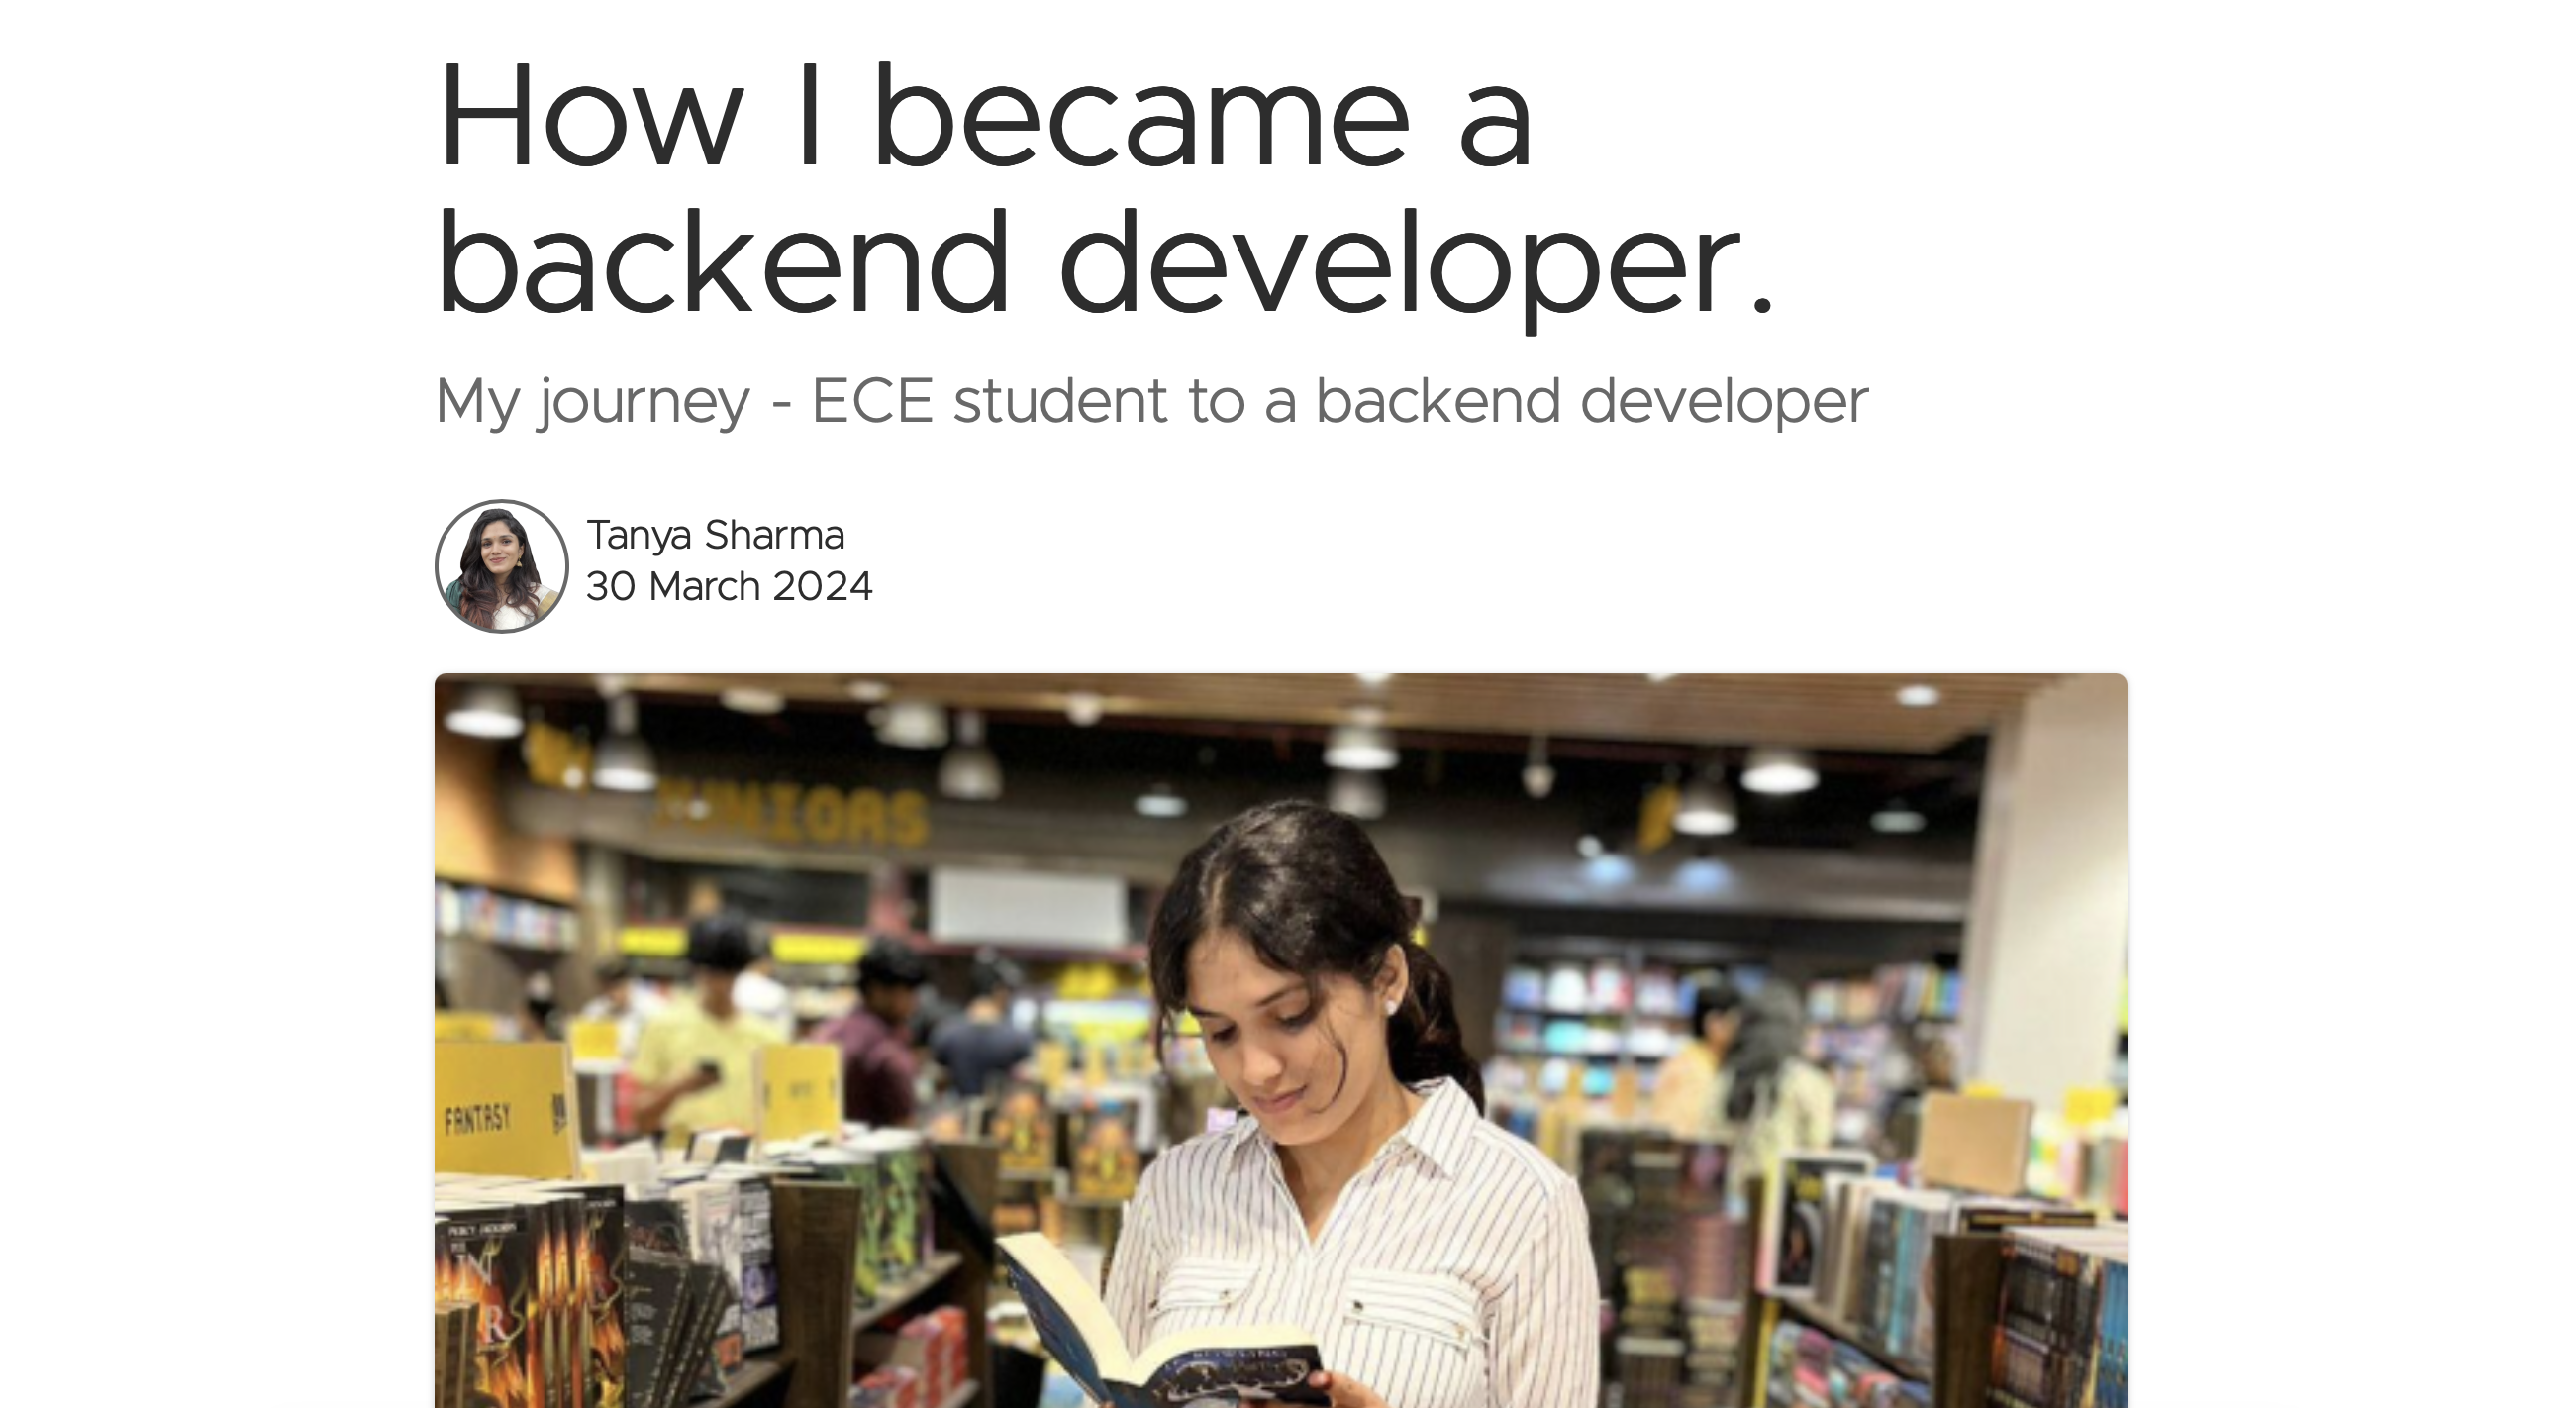 How I became a
backend developer.
My journey - ECE student to a backend developer
Tanya Sharma
30 March 2024
JUNIORS
FANTASY
PERCY JACKSON
ROWLING